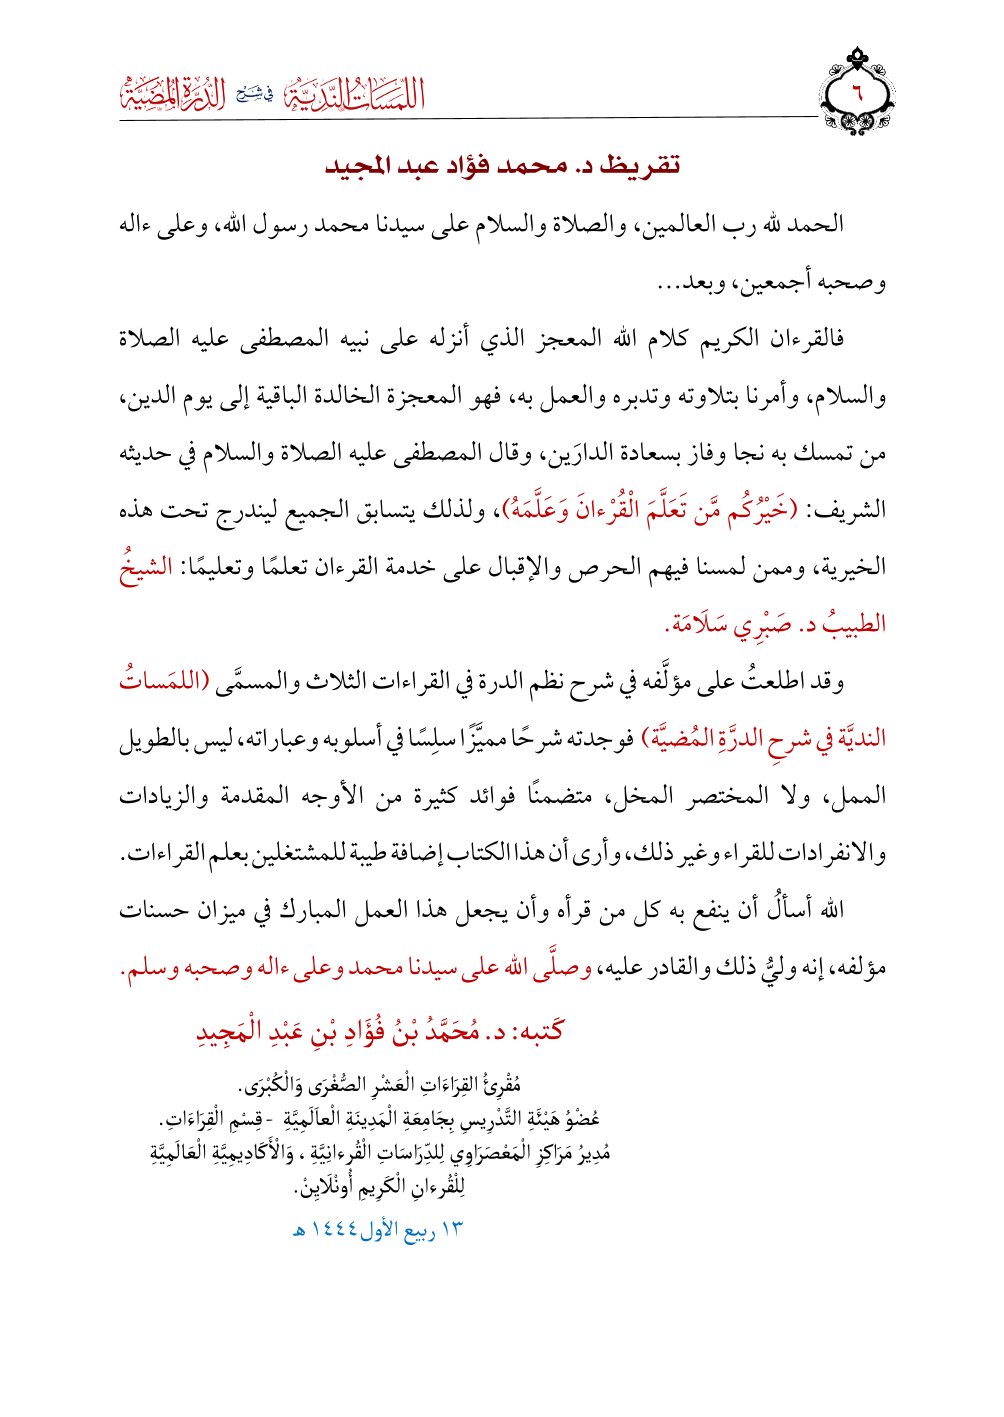 اللمسات الندية في شرح الدرة المضية
٦
تقريظ د. محمد فؤاد عبد المجيد
الحمد لله رب العالمين، والصلاة والسلام على سيدنا محمد رسول الله، وعلى ءاله
وصحبه أجمعين، وبعد...
فالقرءان الكريم كلام الله المعجز الذي أنزله على نبيه المصطفى عليه الصلاة
والسلام، وأمرنا بتلاوته وتدبره والعمل به، فهو المعجزة الخالدة الباقية إلى يوم الدين،
من تمسك به نجا وفاز بسعادة الدارَين، وقال المصطفى عليه الصلاة والسلام في حديثه
الشريف: (خَيْرُكُم مَّن تَعَلَّمَ الْقُرْءانَ وَعَلَّمَهُ)، ولذلك يتسابق الجميع ليندرج تحت هذه
الخيرية، وممن لمسنا فيهم الحرص والإقبال على خدمة القرءان تعلمًا وتعليمًا: الشيخُ
الطبيبُ د. صَبْرِي سَلَامَة.
وقد اطلعتُ على مؤلَّفه في شرح نظم الدرة في القراءات الثلاث والمسمَّى (اللمَساتُ
النديَّة في شرحِ الدرَّةِ المُضيَّة) فوجدته شرحًا مميَّزًا سلِسًا في أسلوبه وعباراته، ليس بالطويل
الممل، ولا المختصر المخل، متضمنًا فوائد كثيرة من الأوجه المقدمة والزيادات
والانفرادات للقراء وغير ذلك، وأرى أن هذا الكتاب إضافة طيبة للمشتغلين بعلم القراءات.
الله أسألُ أن ينفع به كل من قرأه وأن يجعل هذا العمل المبارك في ميزان حسنات
مؤلفه، إنه وليُّ ذلك والقادر عليه، وصلَّى الله على سيدنا محمد وعلى ءاله وصحبه وسلم.
كَتبه: د. مُحَمَّدُ بْنُ فُؤَادِ بْنِ عَبْدِ الْمَجِيدِ
مُقْرِئُ القِرَاءَاتِ الْعَشْرِ الصُّغْرَى وَالْكُبْرَى.
عُضْوُ هَيْئَةِ التَّدْرِيسِ بِجَامِعَةِ الْمَدِينَةِ الْعاَلَمِيَّةِ - قِسْمِ الْقِرَاءَاتِ.
مُدِيرُ مَرَاكِزِ الْمَعْصَرَاوِي لِلدِّرَاسَاتِ الْقُرءانِيَّةِ ، وَالْأَكَادِيمِيَّةِ الْعَالَمِيَّةِ
لِلْقُرءانِ الْكَرِيمِ أُونْلَايِنْ.
١٣ ربيع الأول ١٤٤٤ هـ